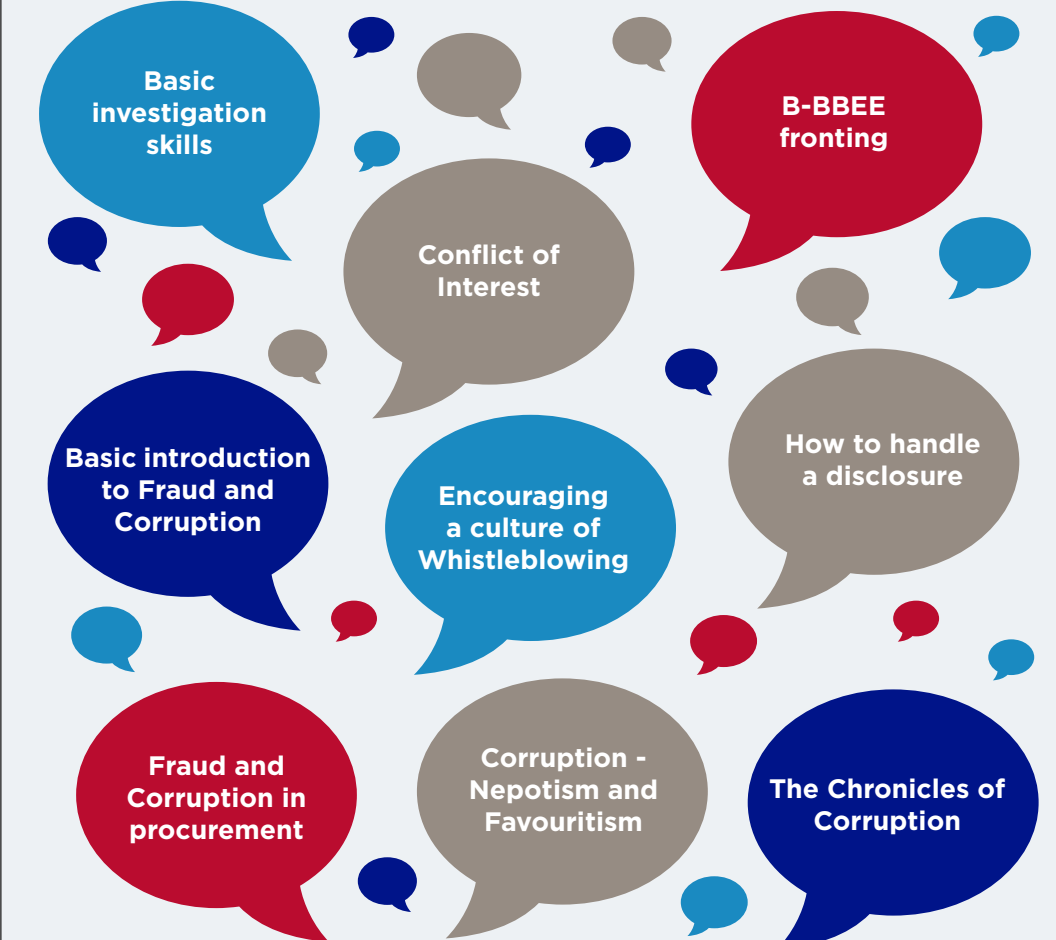 Basic
investigation
skills
B-BBEE
fronting
Conflict of
Interest
Basic introduction
to Fraud and
Corruption
Encouraging
a culture of
Whistleblowing
How to handle
a disclosure
Fraud and
Corruption in
procurement
Corruption -
Nepotism and
Favouritism
The Chronicles of
Corruption